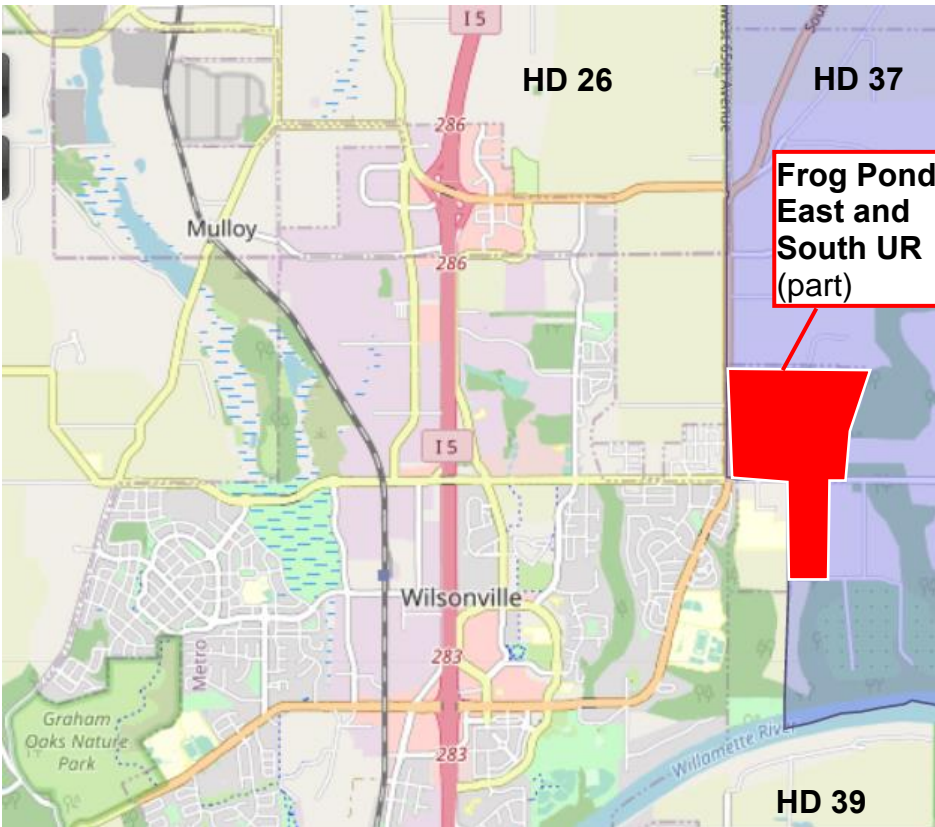 I 5
HD 26
HD 37
286
Mulloy
286
Frog Pond
East and
South UR
(part)
I 5
Wilsonville
283
Metro
Graham
Oaks Nature
Park
283
Willamette River
HD 39